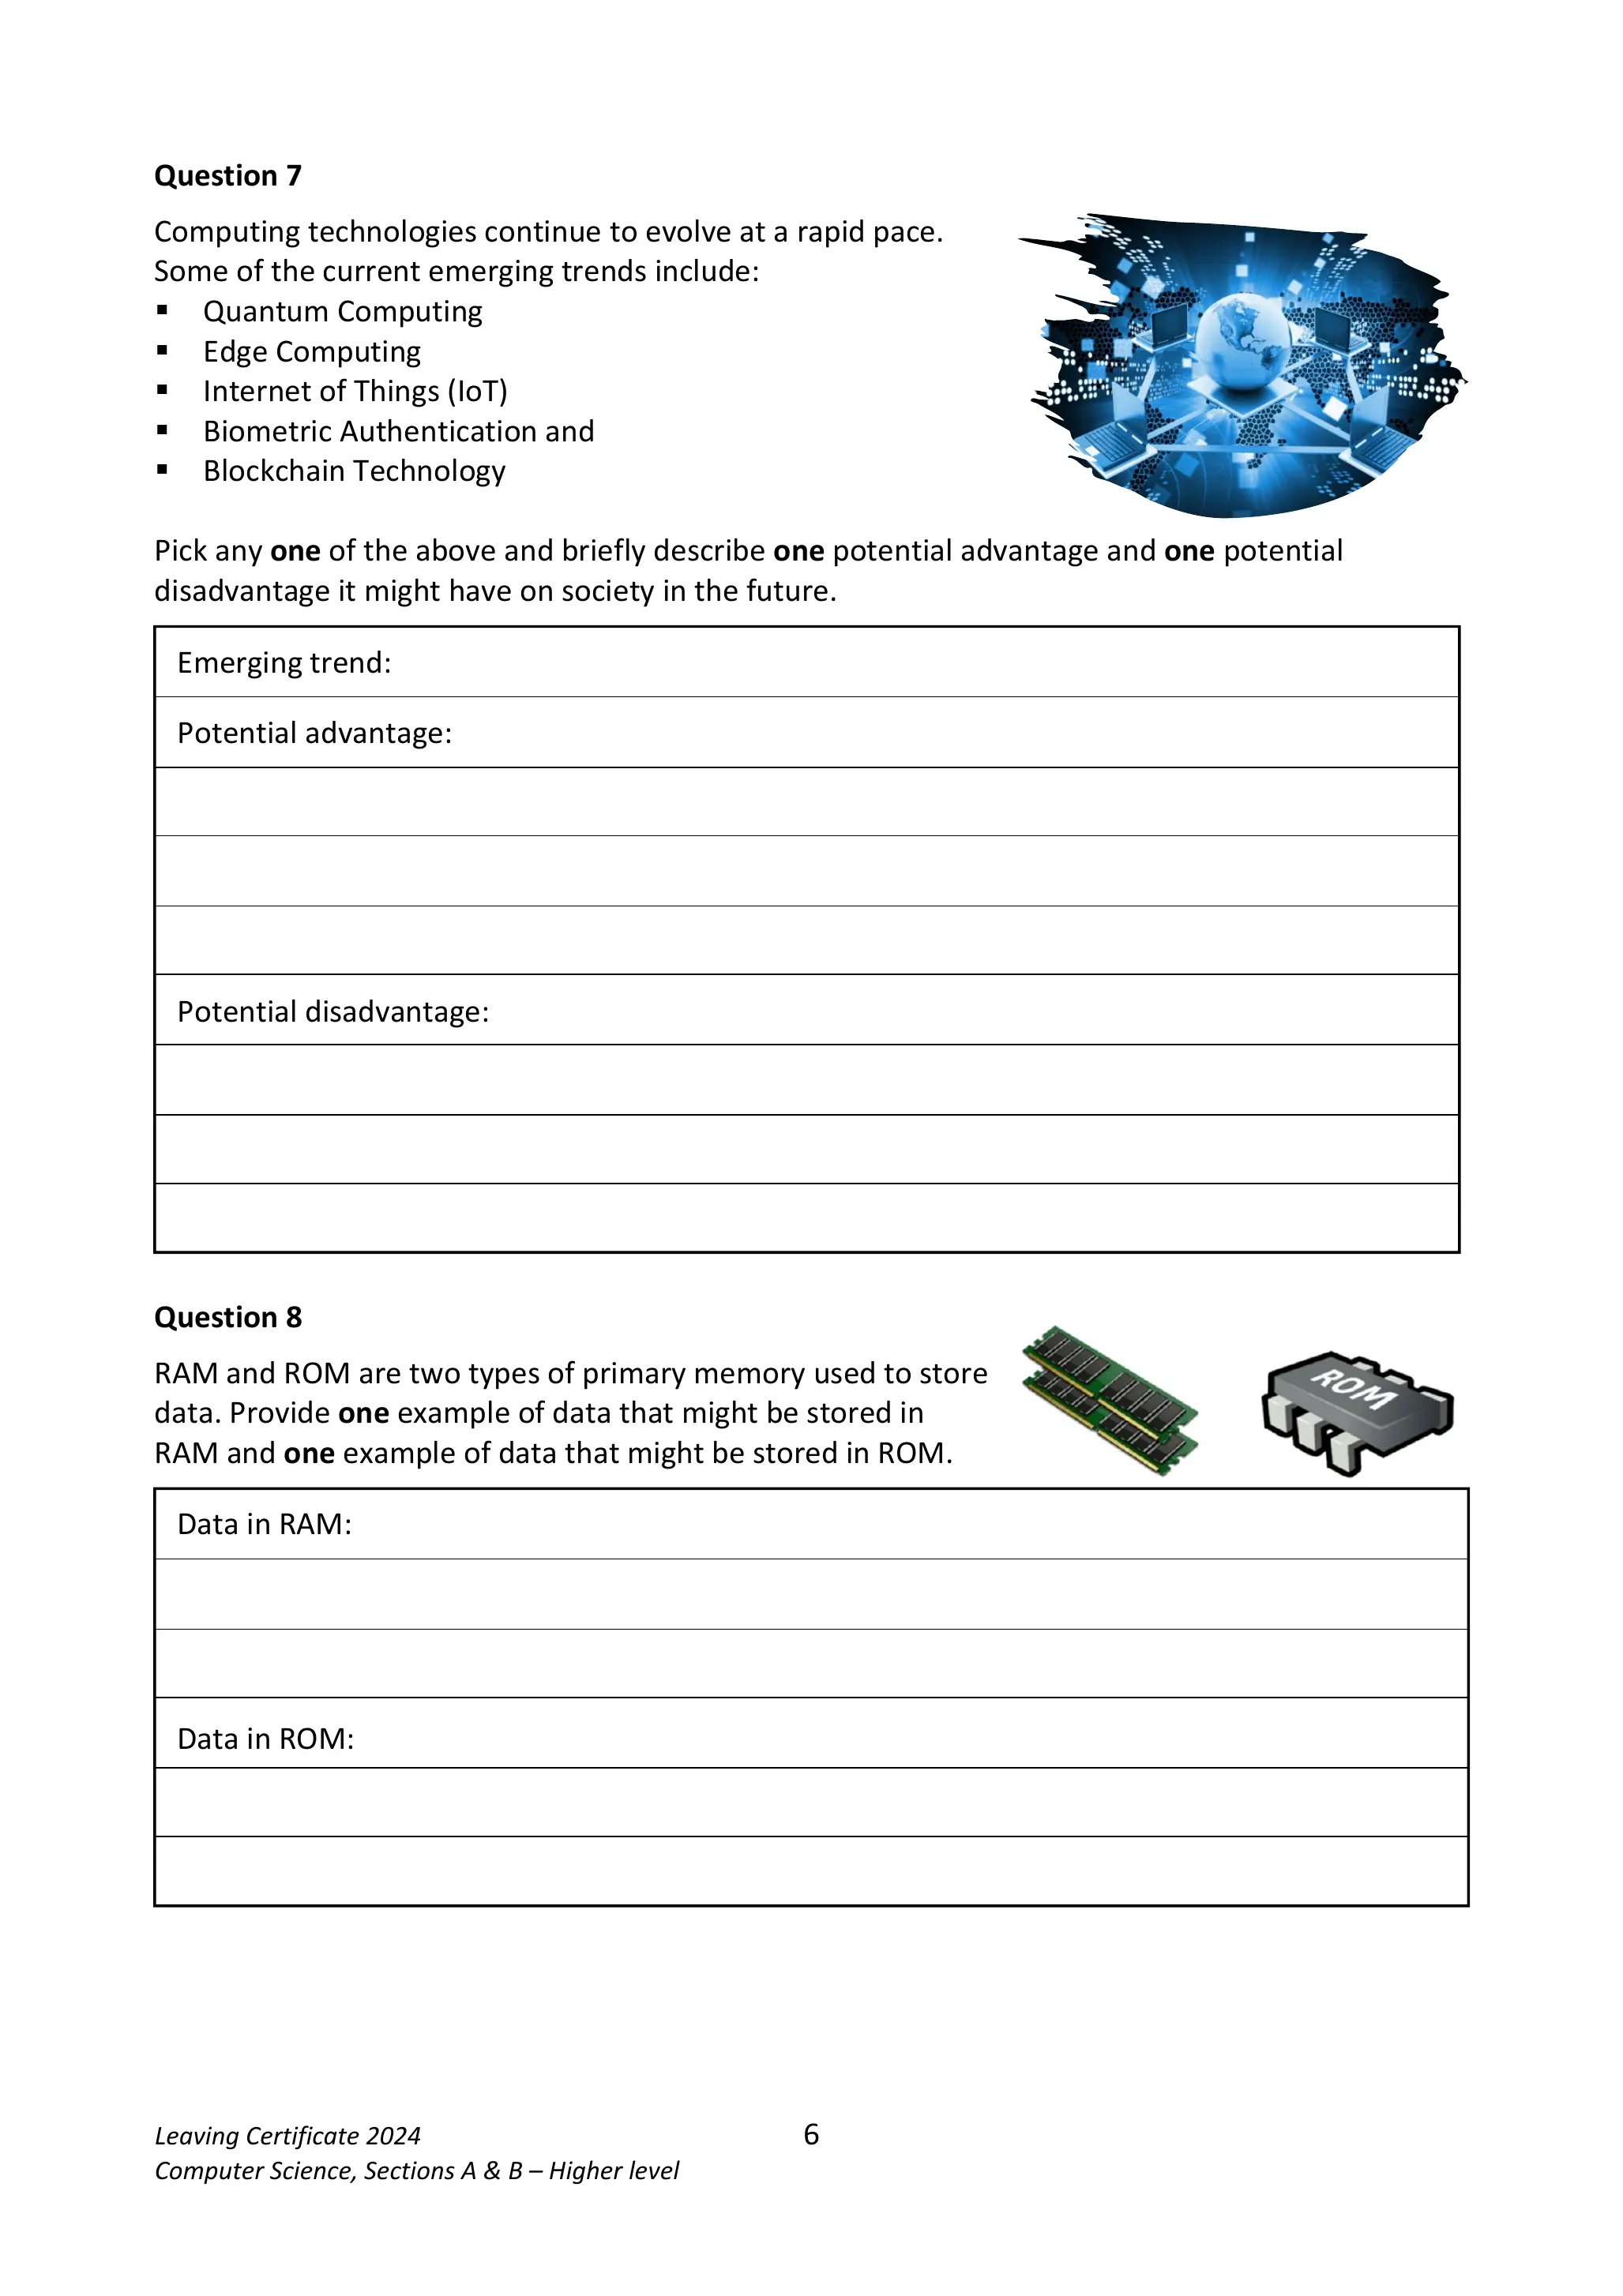 Question 7
Computing technologies continue to evolve at a rapid pace.
Some of the current emerging trends include:
▪ Quantum Computing
▪ Edge Computing
▪ Internet of Things (IoT)
▪ Biometric Authentication and
▪ Blockchain Technology
Pick any one of the above and briefly describe one potential advantage and one potential
disadvantage it might have on society in the future.
Emerging trend:
Potential advantage:
Potential disadvantage:
Question 8
RAM and ROM are two types of primary memory used to store
data. Provide one example of data that might be stored in
RAM and one example of data that might be stored in ROM.
ROM
Data in RAM:
Data in ROM:
Leaving Certificate 2024
6
Computer Science, Sections A & B – Higher level